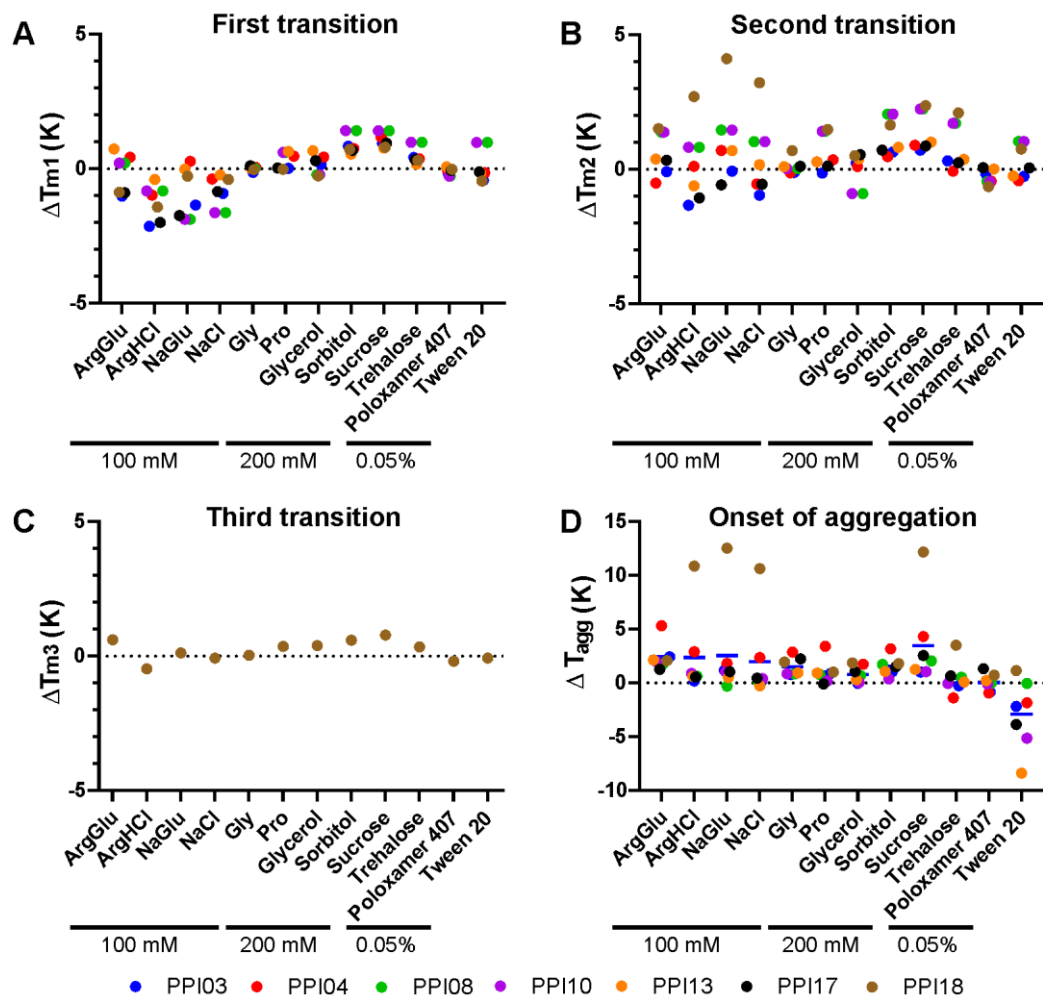 A First transition
ΔTm1 (K)
5
0
-5
ArgGlu
ArgHCl
NaGlu
NaCl
Gly
Pro
Glycerol
Sorbitol
Sucrose
Trehalose
Poloxamer 407
Tween 20
100 mM
200 mM
0.05%
B Second transition
ΔTm2 (K)
5
0
-5
ArgGlu
ArgHCl
NaGlu
NaCl
Gly
Pro
Glycerol
Sorbitol
Sucrose
Trehalose
Poloxamer 407
Tween 20
100 mM
200 mM
0.05%
C Third transition
ΔTm3 (K)
5
0
-5
ArgGlu
ArgHCl
NaGlu
NaCl
Gly
Pro
Glycerol
Sorbitol
Sucrose
Trehalose
Poloxamer 407
Tween 20
100 mM
200 mM
0.05%
D Onset of aggregation
Δ Tagg (K)
15
10
5
0
-5
-10
ArgGlu
ArgHCl
NaGlu
NaCl
Gly
Pro
Glycerol
Sorbitol
Sucrose
Trehalose
Poloxamer 407
Tween 20
100 mM
200 mM
0.05%
PPI03 PPI04 PPI08 PPI10 PPI13 PPI17 PPI18